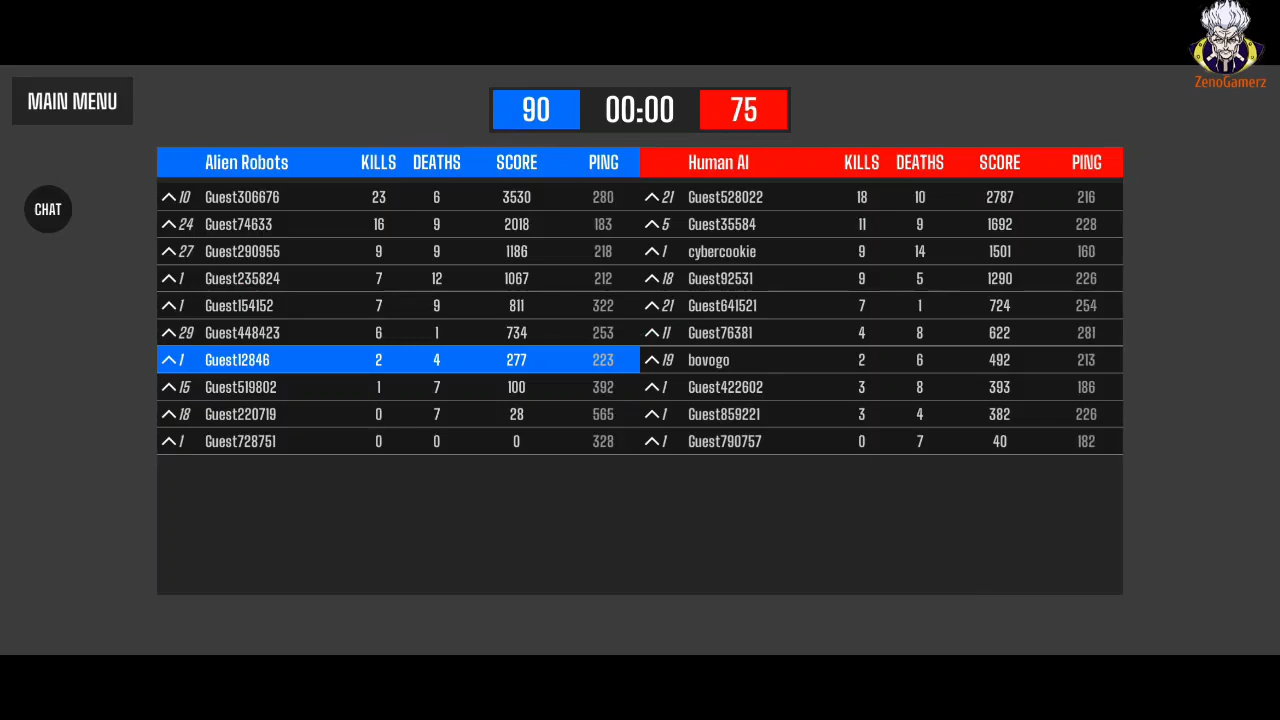 ZenoGamerz
MAIN MENU
90 00:00 75
Alien Robots KILLS DEATHS SCORE PING Human AI KILLS DEATHS SCORE PING
10 Guest306676 23 6 3530 280 21 Guest528022 18 10 2787 216
24 Guest74633 16 9 2018 183 5 Guest35584 11 9 1692 228
27 Guest290955 9 9 1186 218 1 cybercookie 9 14 1501 160
1 Guest235824 7 12 1067 212 18 Guest92531 9 5 1290 226
1 Guest154152 7 9 811 322 21 Guest641521 7 1 724 254
29 Guest448423 6 1 734 253 11 Guest76381 4 8 622 281
1 Guest12846 2 4 277 223 19 bovogo 2 6 492 213
15 Guest519802 1 7 100 392 1 Guest422602 3 8 393 186
18 Guest220719 0 7 28 565 1 Guest859221 3 4 382 226
1 Guest728751 0 0 0 328 1 Guest790757 0 7 40 182
CHAT